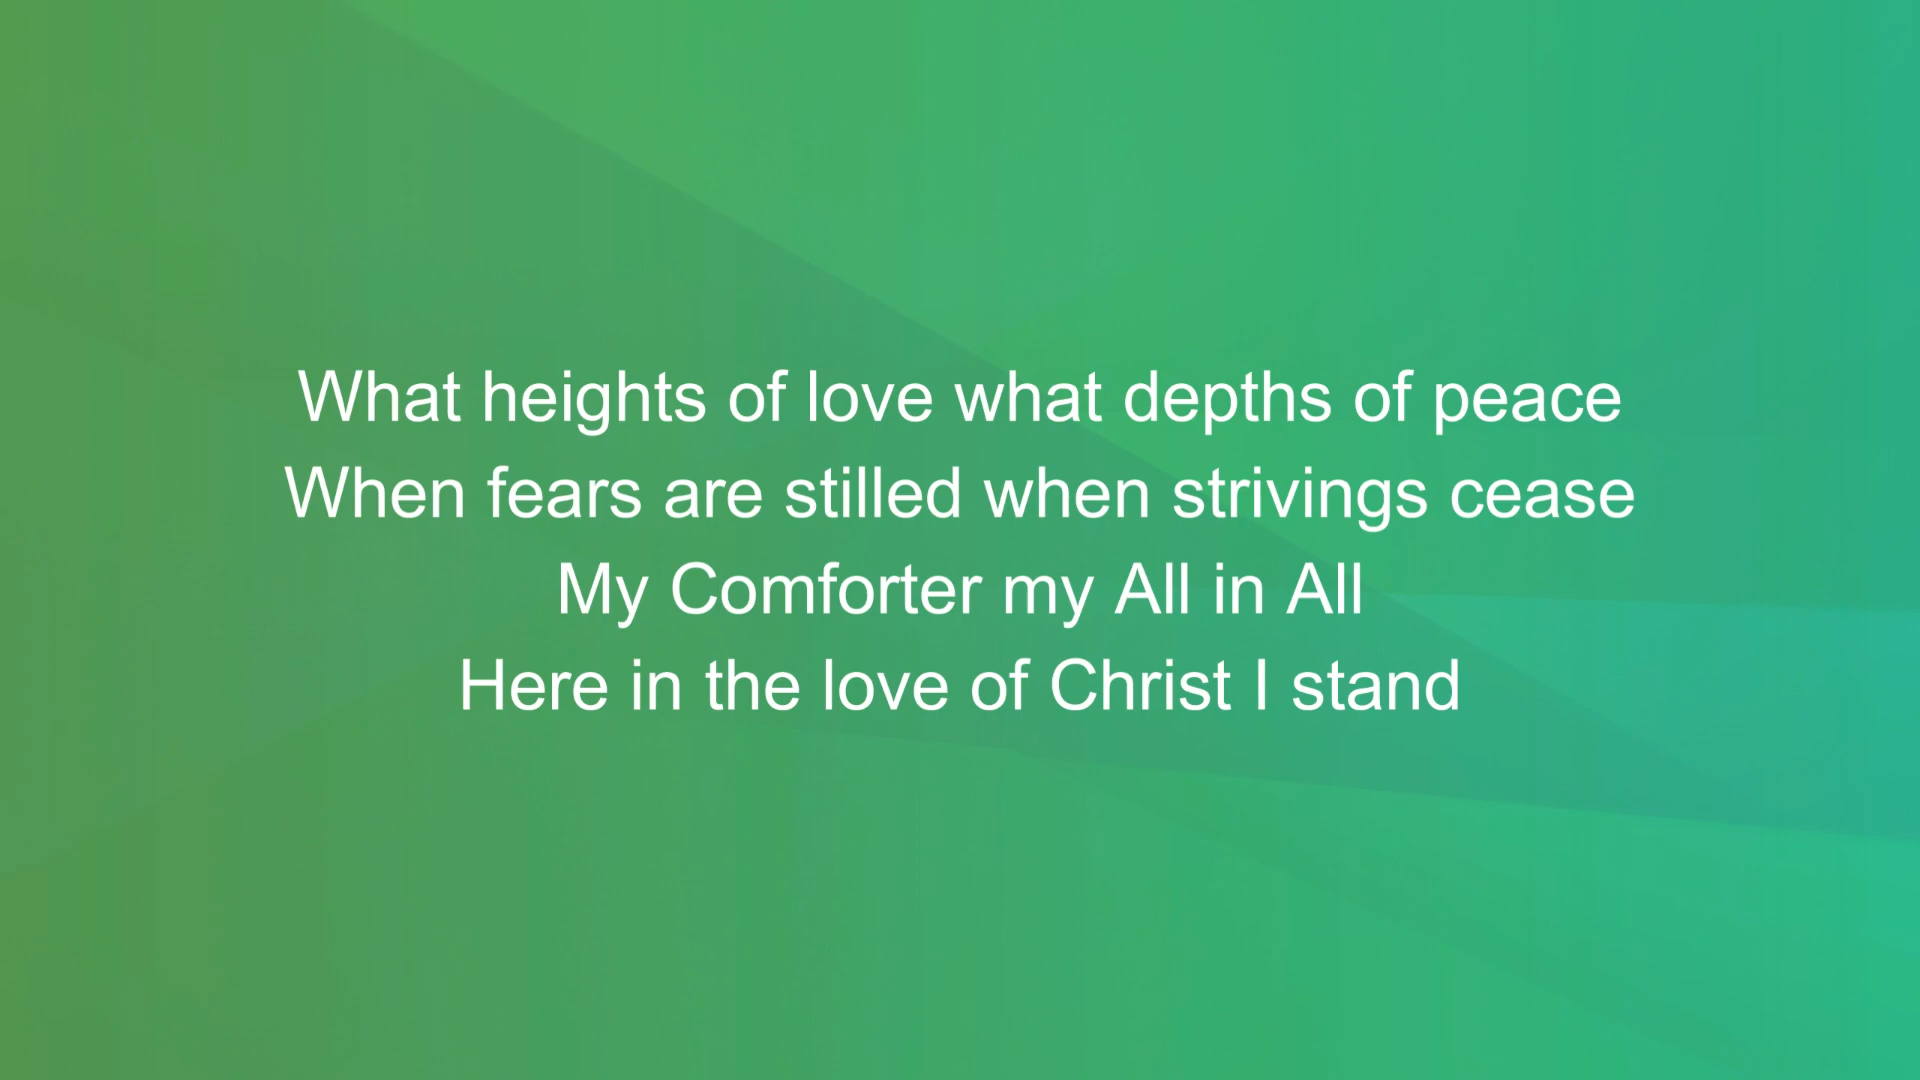 What heights of love what depths of peace
When fears are stilled when strivings cease
My Comforter my All in All
Here in the love of Christ I stand